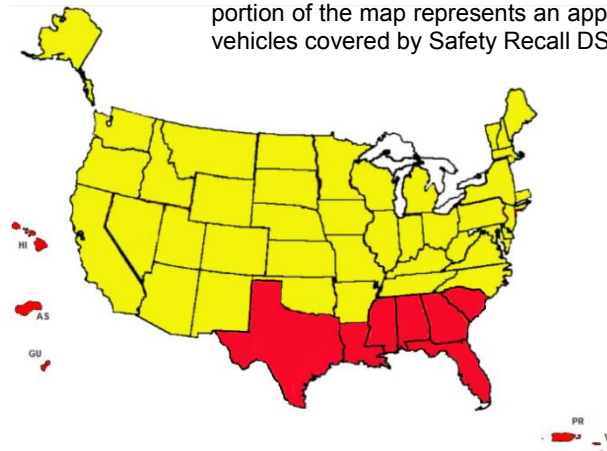 portion of the map represents an app
vehicles covered by Safety Recall DS
HI
AS
GU
PR
V